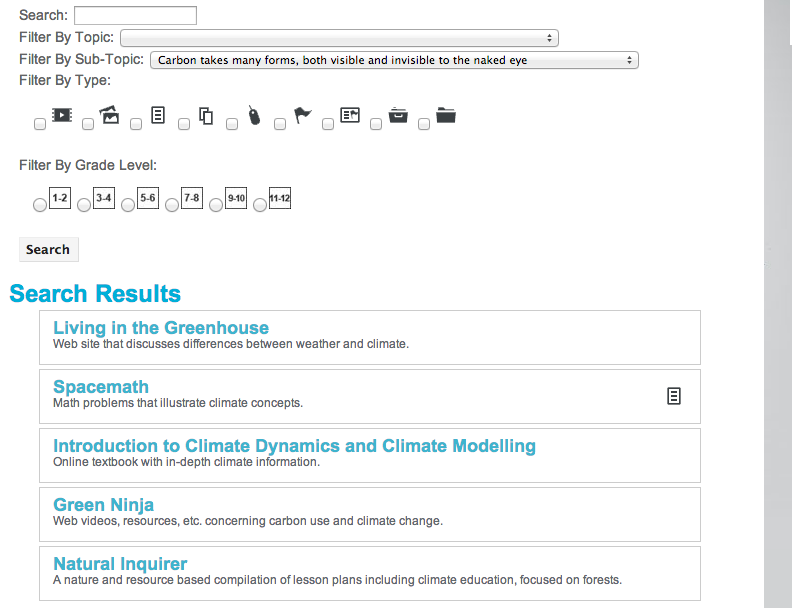 Search:
Filter By Topic:
Filter By Sub-Topic: Carbon takes many forms, both visible and invisible to the naked eye
Filter By Type:
Filter By Grade Level:
1-2 3-4 5-6 7-8 9-10 11-12
Search
Search Results
Living in the Greenhouse
Web site that discusses differences between weather and climate.
Spacemath
Math problems that illustrate climate concepts.
Introduction to Climate Dynamics and Climate Modelling
Online textbook with in-depth climate information.
Green Ninja
Web videos, resources, etc. concerning carbon use and climate change.
Natural Inquirer
A nature and resource based compilation of lesson plans including climate education, focused on forests.